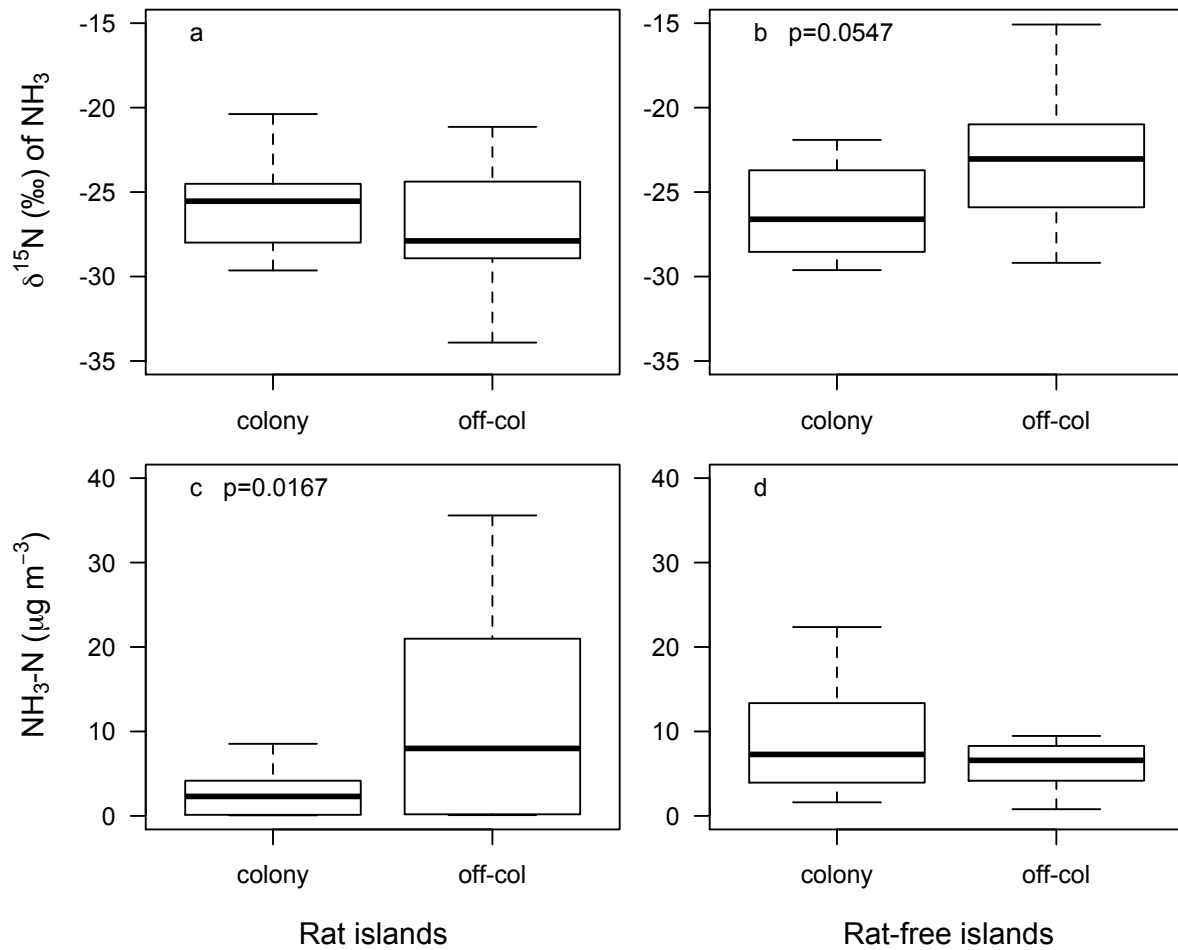 δ¹⁵N (‰) of NH₃
-15
-20
-25
-30
-35
a
colony
off-col
-15
-20
-25
-30
-35
b p=0.0547
colony
off-col
NH₃-N (μg m⁻³)
40
30
20
10
0
c p=0.0167
colony
off-col
Rat islands
40
30
20
10
0
d
colony
off-col
Rat-free islands